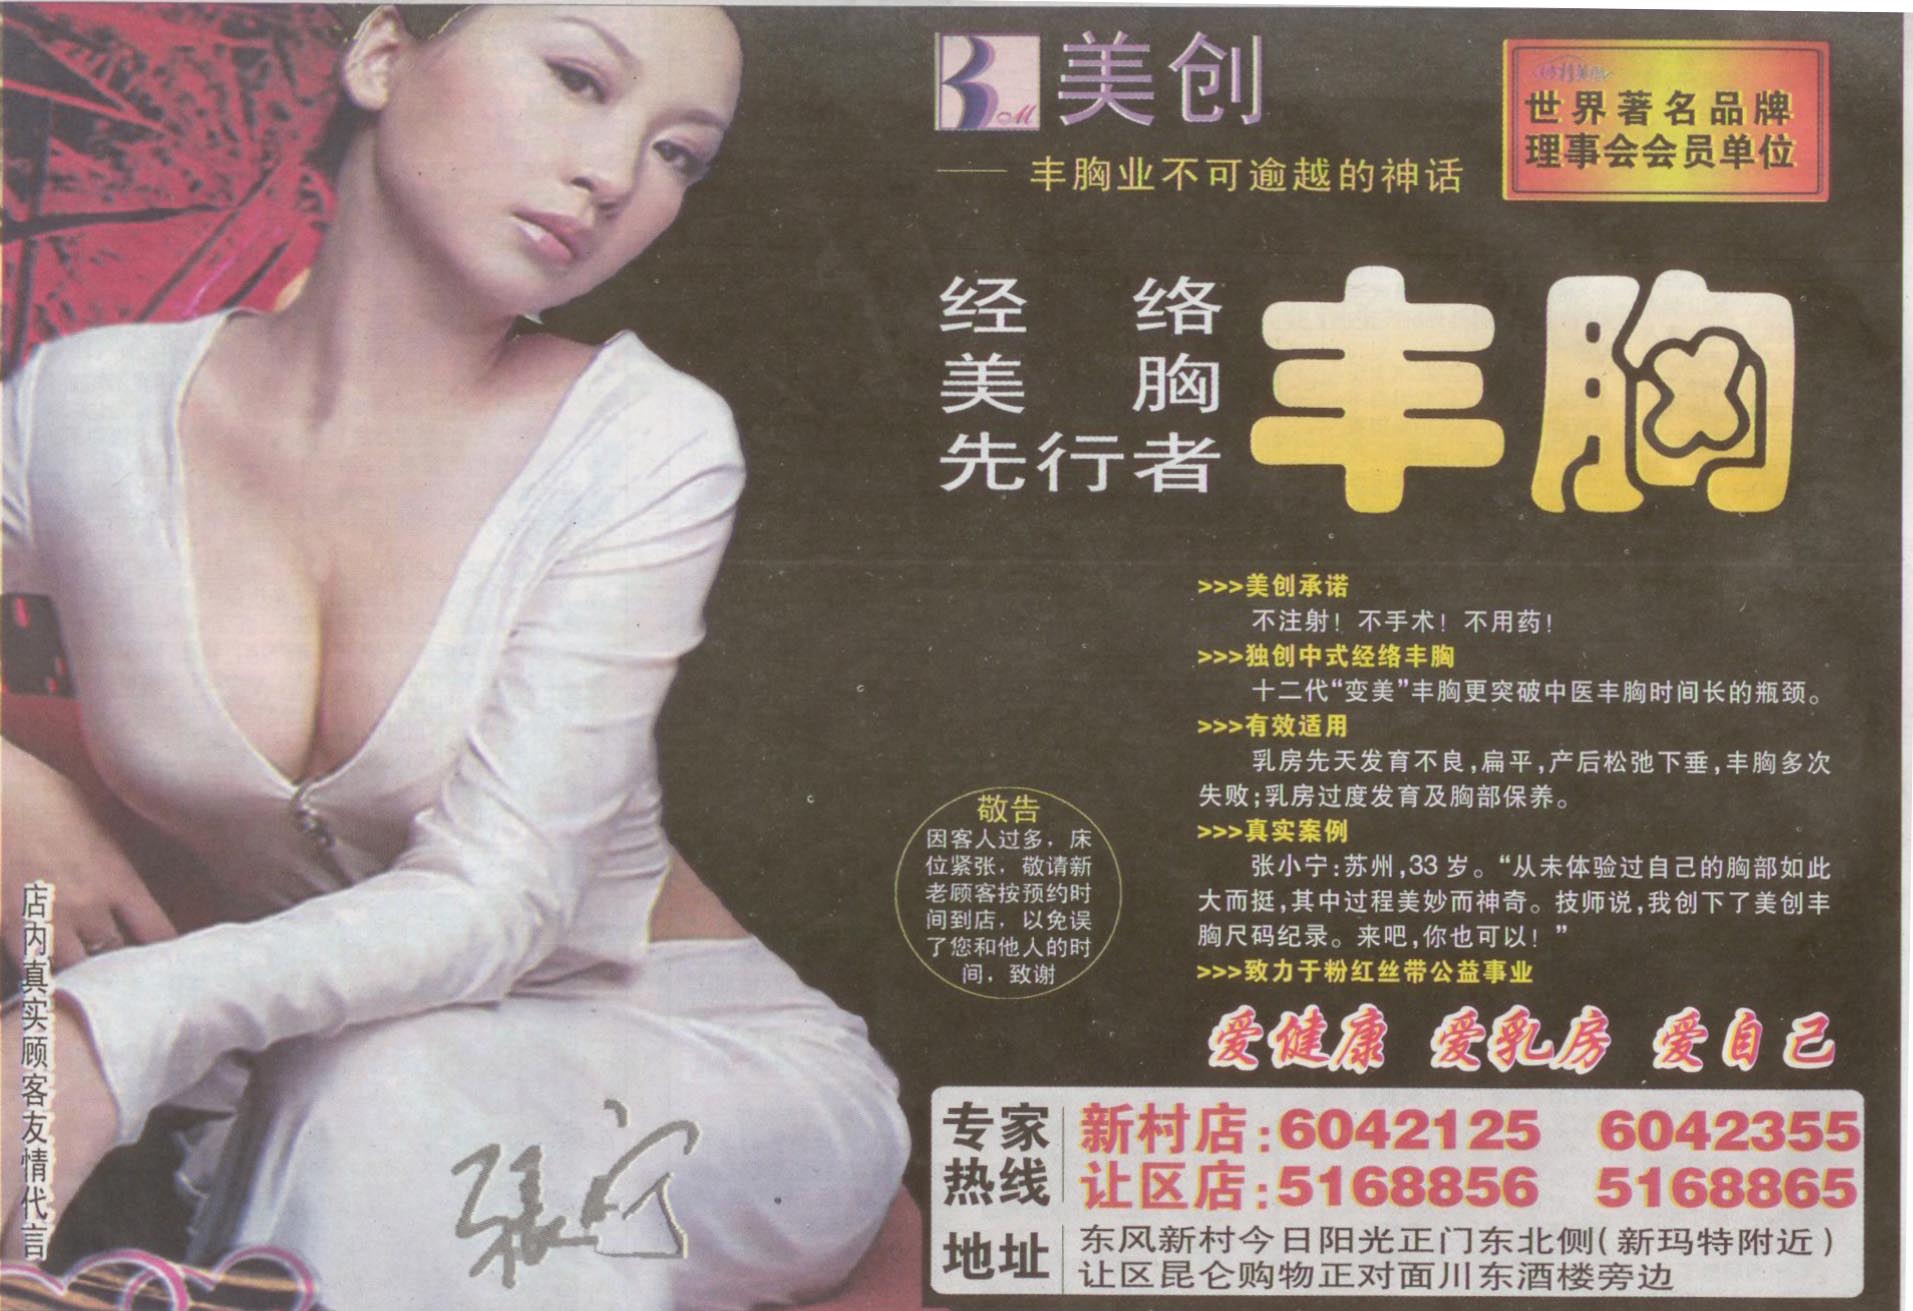 美创
—— 丰胸业不可逾越的神话
世界著名品牌
理事会会员单位
经络
美胸
先行者
丰胸
>>>美创承诺
不注射！不手术！不用药！
>>>独创中式经络丰胸
十二代“变美”丰胸更突破中医丰胸时间长的瓶颈。
>>>有效适用
乳房先天发育不良,扁平,产后松弛下垂,丰胸多次
失败;乳房过度发育及胸部保养。
>>>真实案例
张小宁:苏州,33岁。“从未体验过自己的胸部如此
大而挺,其中过程美妙而神奇。技师说,我创下了美创丰
胸尺码纪录。来吧,你也可以！”
>>>致力于粉红丝带公益事业
敬告
因客人过多，床
位紧张，敬请新
老顾客按预约时
间到店，以免误
了您和他人的时
间，致谢
爱健康 爱乳房 爱自己
店内真实顾客友情代言
专家
热线
新村店:6042125 6042355
让区店:5168856 5168865
地址
东风新村今日阳光正门东北侧(新玛特附近)
让区昆仑购物正对面川东酒楼旁边